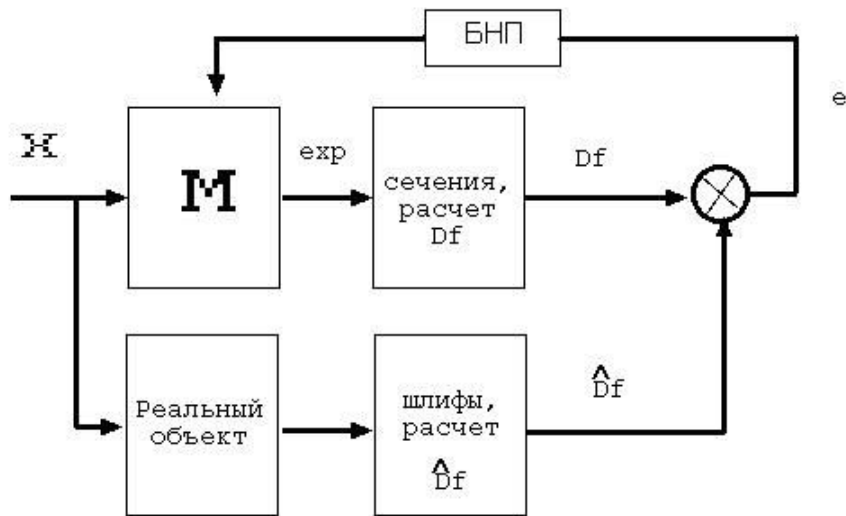 БНП
e
X
M
exp
сечения,
расчет
Df
Df
Реальный
объект
шлифы,
расчет
D̂f
D̂f